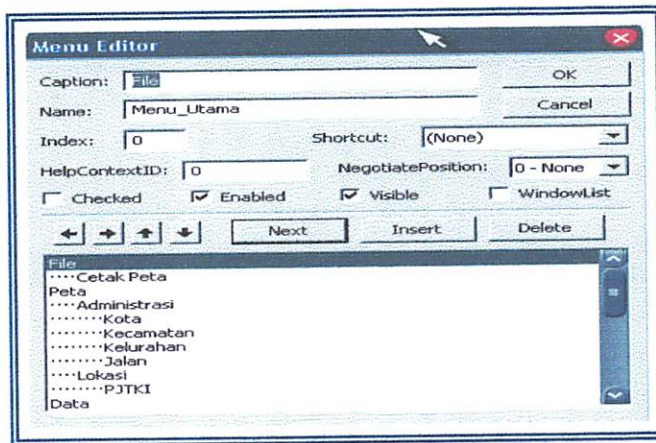 Menu Editor
Caption: File
OK
Name: Menu_Utama
Cancel
Index: 0 Shortcut: (None)
HelpContextID: 0 NegotiatePosition: 0 - None
Checked Enabled Visible WindowList
Next Insert Delete
File
····Cetak Peta
Peta
····Administrasi
········Kota
········Kecamatan
········Kelurahan
········Jalan
····Lokasi
········PJTKI
Data